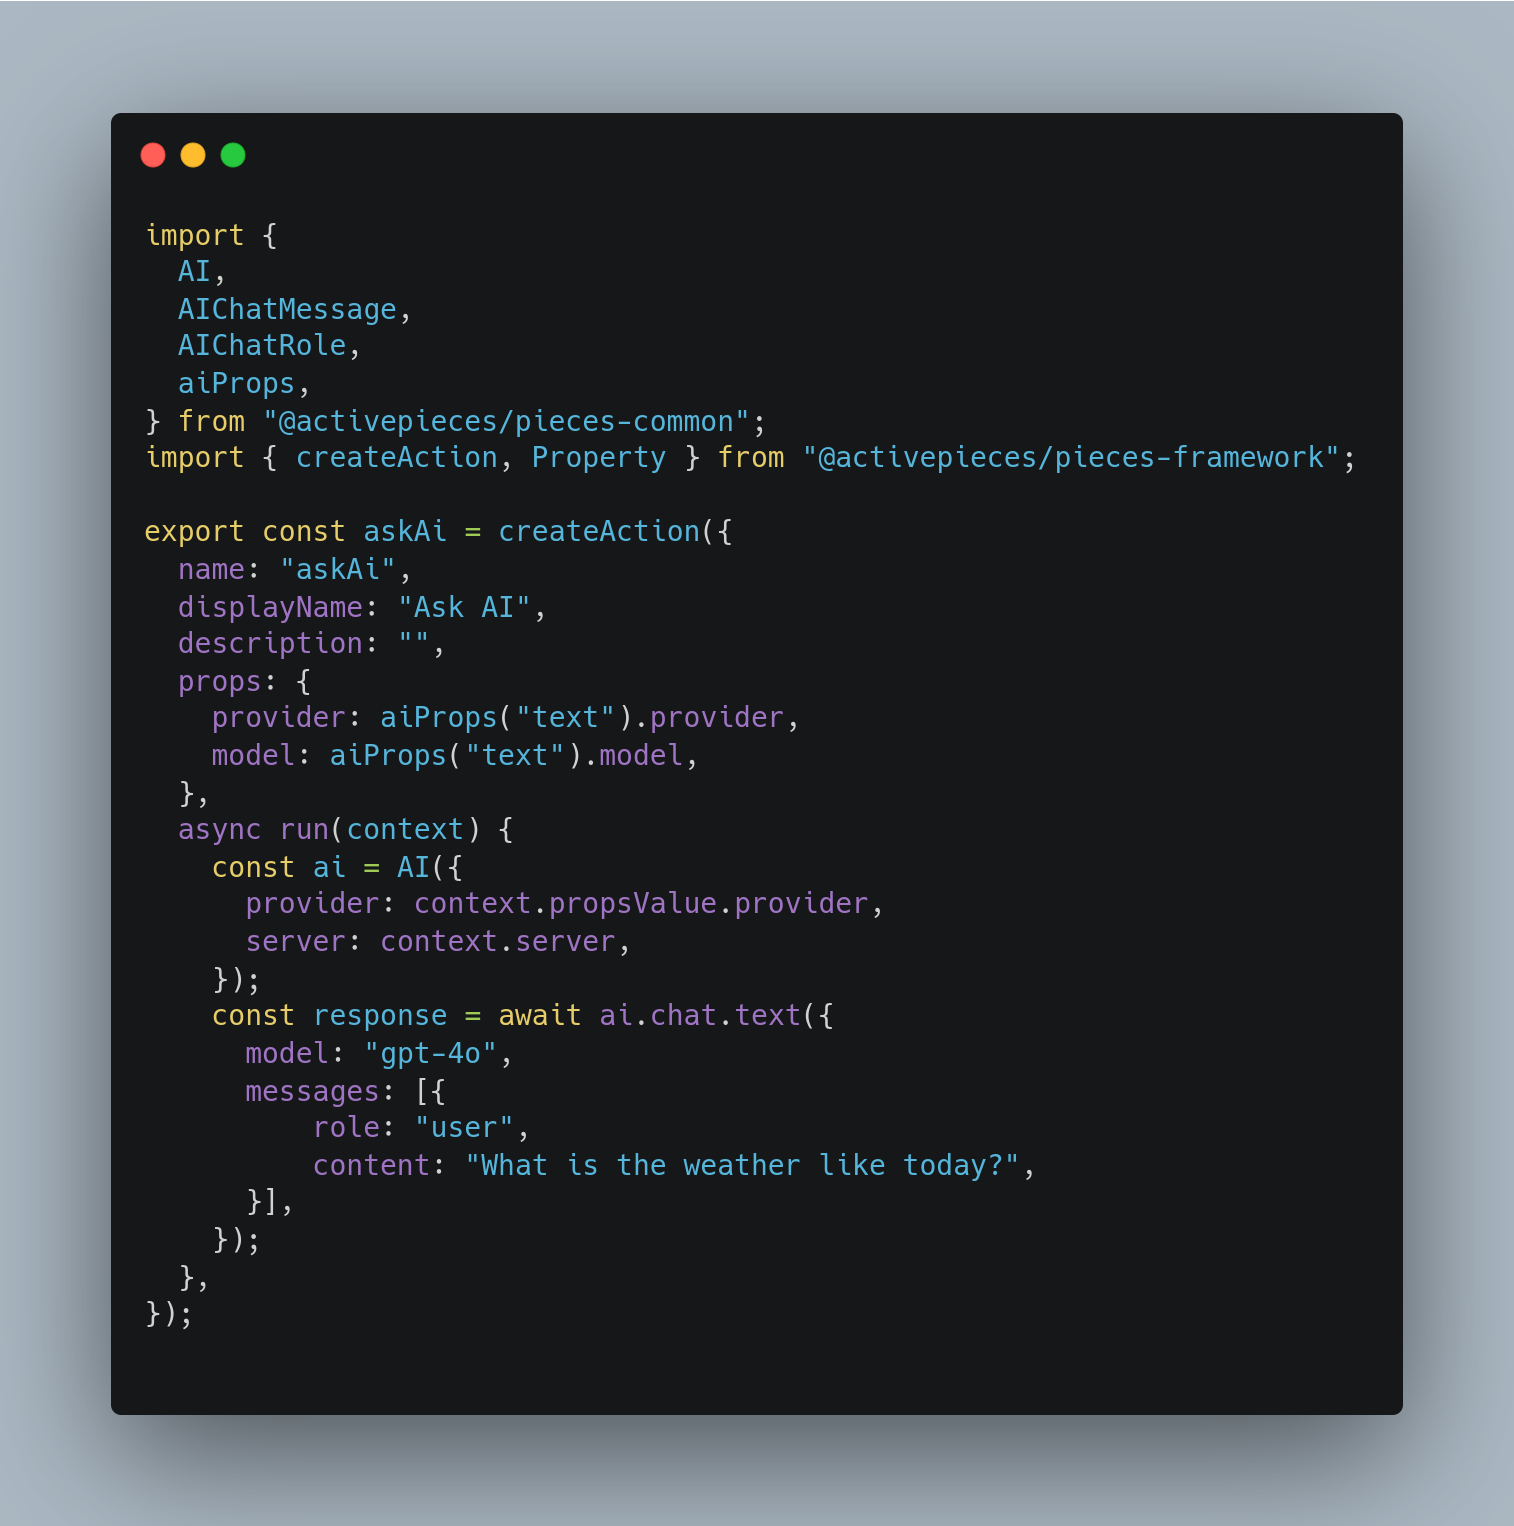 import {
  AI,
  AIChatMessage,
  AIChatRole,
  aiProps,
} from "@activepieces/pieces-common";
import { createAction, Property } from "@activepieces/pieces-framework";

export const askAi = createAction({
  name: "askAi",
  displayName: "Ask AI",
  description: "",
  props: {
    provider: aiProps("text").provider,
    model: aiProps("text").model,
  },
  async run(context) {
    const ai = AI({
      provider: context.propsValue.provider,
      server: context.server,
    });
    const response = await ai.chat.text({
      model: "gpt-4o",
      messages: [{
          role: "user",
          content: "What is the weather like today?",
      }],
    });
  },
});